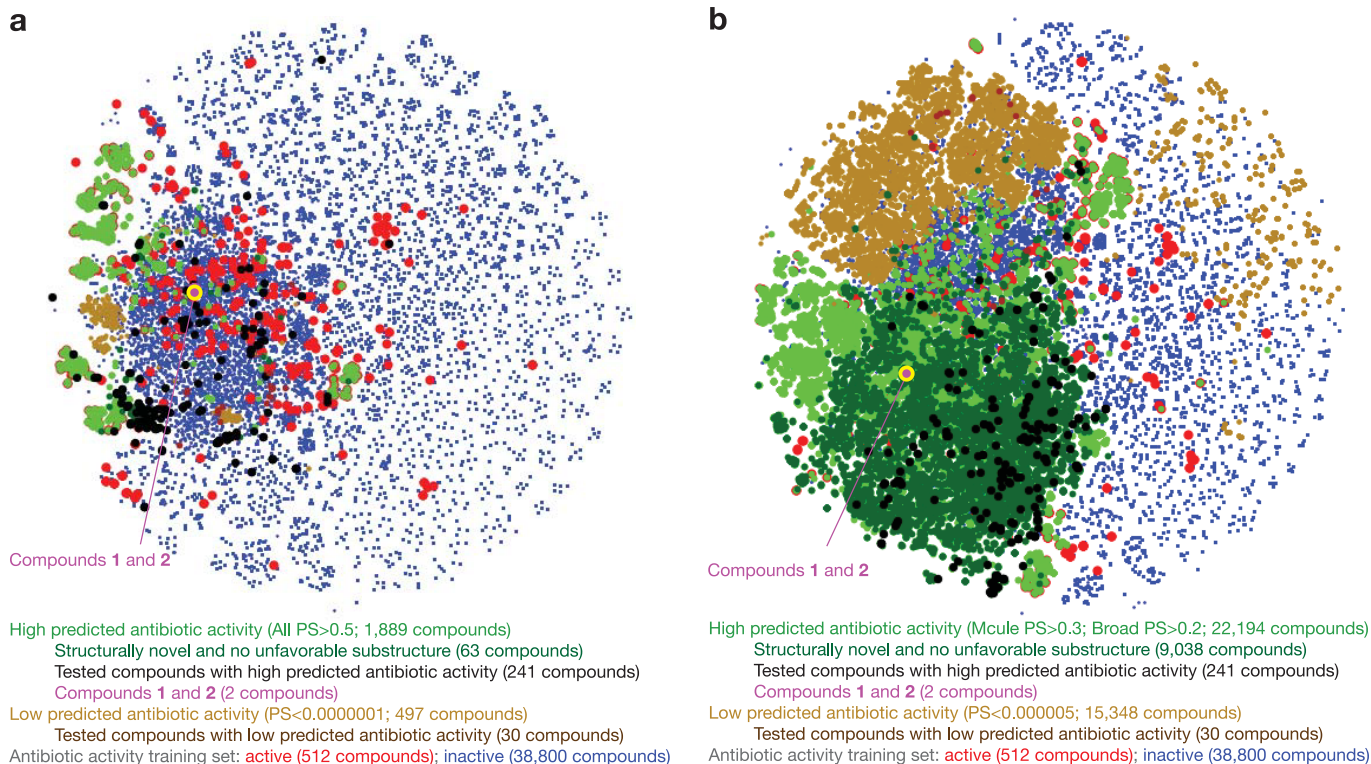 a
Compounds 1 and 2
High predicted antibiotic activity (All PS>0.5; 1,889 compounds)
Structurally novel and no unfavorable substructure (63 compounds)
Tested compounds with high predicted antibiotic activity (241 compounds)
Compounds 1 and 2 (2 compounds)
Low predicted antibiotic activity (PS<0.0000001; 497 compounds)
Tested compounds with low predicted antibiotic activity (30 compounds)
Antibiotic activity training set: active (512 compounds); inactive (38,800 compounds)
b
Compounds 1 and 2
High predicted antibiotic activity (Mcule PS>0.3; Broad PS>0.2; 22,194 compounds)
Structurally novel and no unfavorable substructure (9,038 compounds)
Tested compounds with high predicted antibiotic activity (241 compounds)
Compounds 1 and 2 (2 compounds)
Low predicted antibiotic activity (PS<0.000005; 15,348 compounds)
Tested compounds with low predicted antibiotic activity (30 compounds)
Antibiotic activity training set: active (512 compounds); inactive (38,800 compounds)